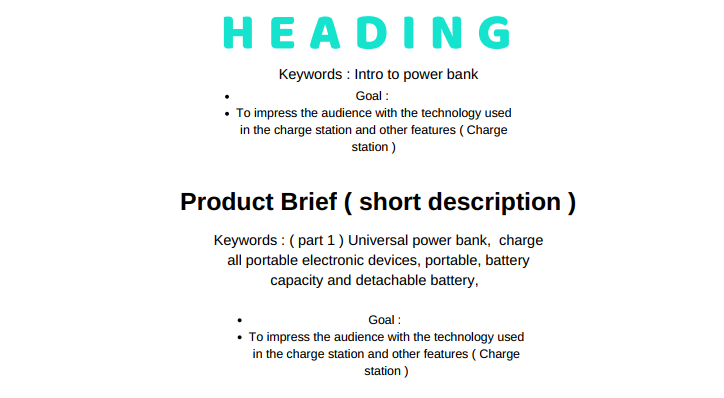 HEADING
Keywords : Intro to power bank
• Goal :
• To impress the audience with the technology used
in the charge station and other features ( Charge
station )
Product Brief ( short description )
Keywords : ( part 1 ) Universal power bank, charge
all portable electronic devices, portable, battery
capacity and detachable battery,
• Goal :
• To impress the audience with the technology used
in the charge station and other features ( Charge
station )